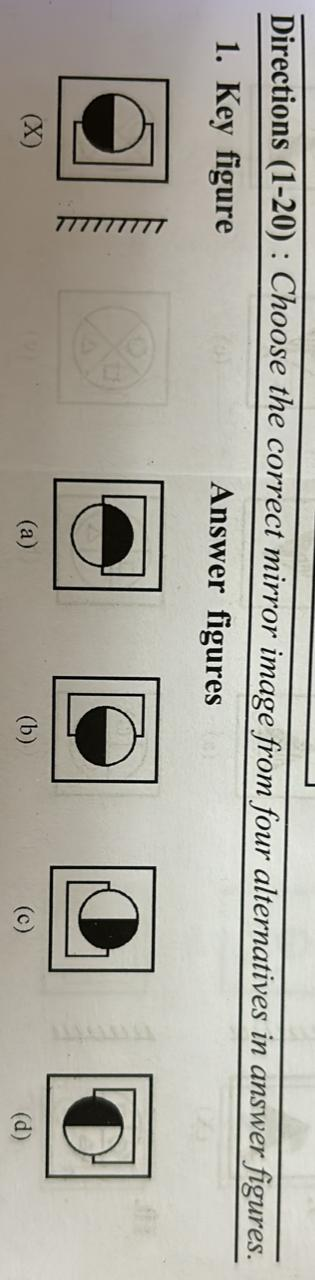 Directions (1-20) : Choose the correct mirror image from four alternatives in answer figures.
1. Key figure
Answer figures
(X)
(a)
(b)
(c)
(d)